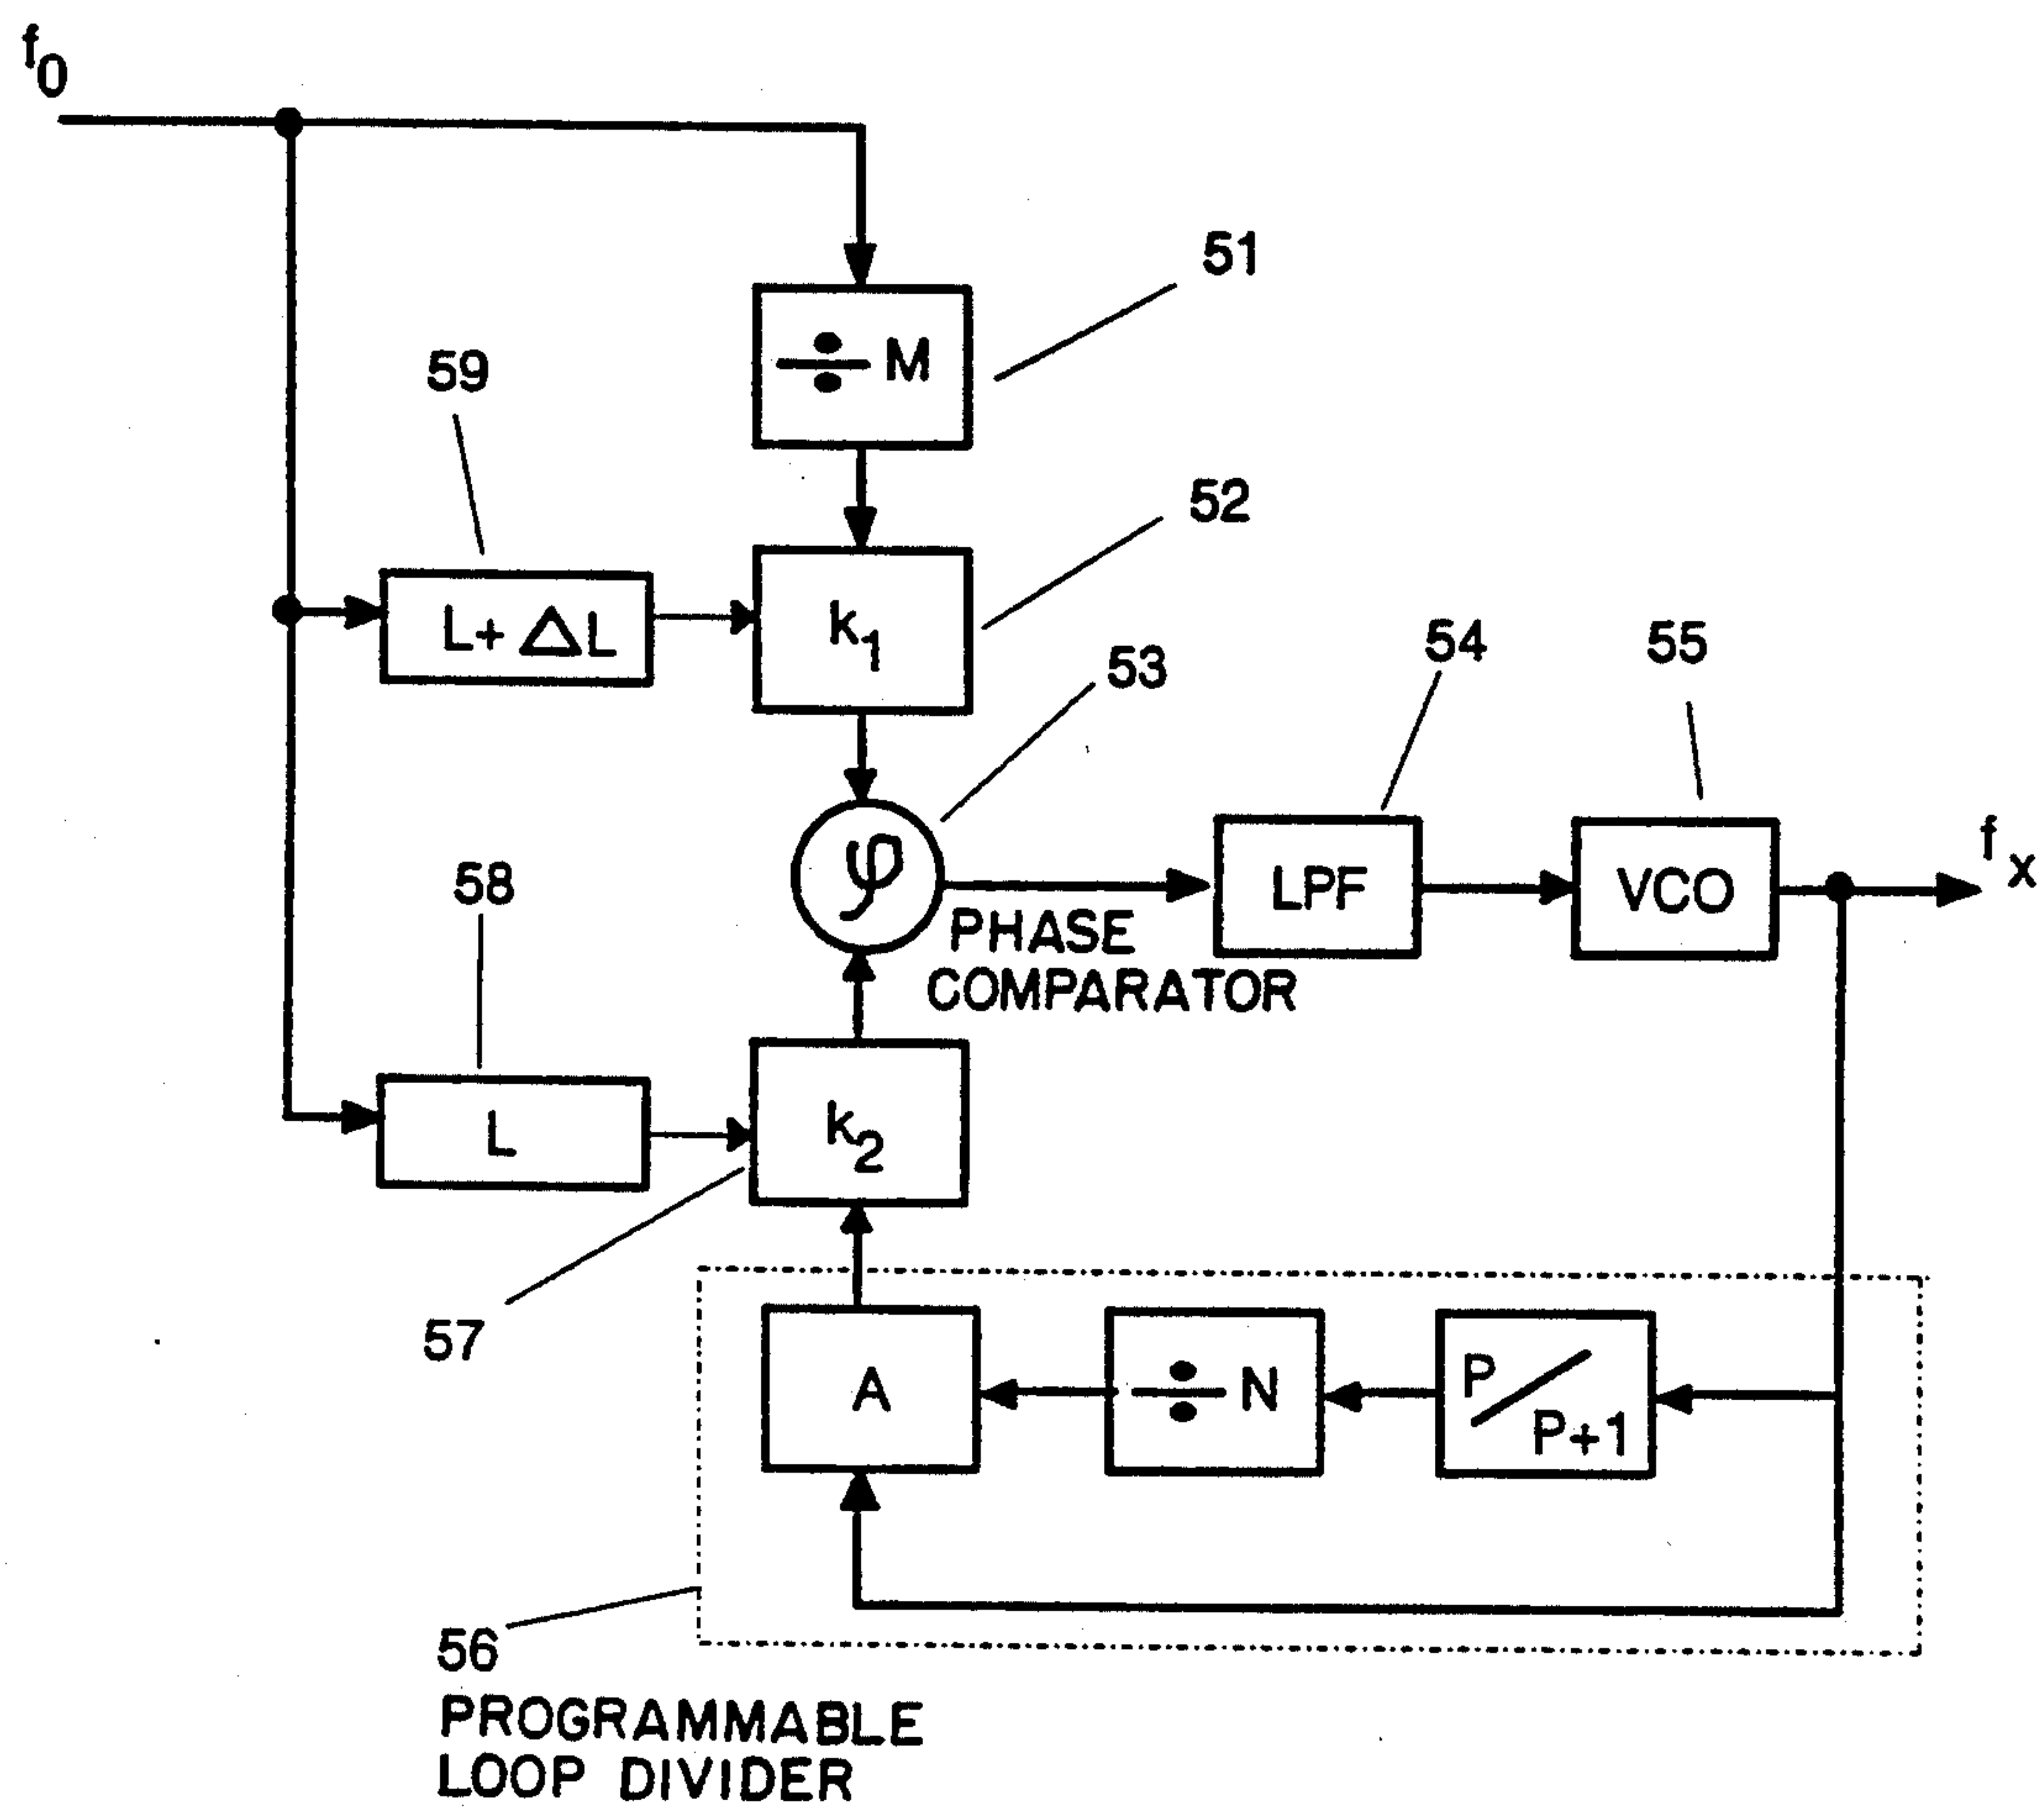 f0
51
÷ M
59
52
L+ ΔL
k1
53
54
55
φ
LPF
VCO
fx
PHASE
COMPARATOR
58
L
k2
57
A
÷ N
P/P+1
56
PROGRAMMABLE
LOOP DIVIDER